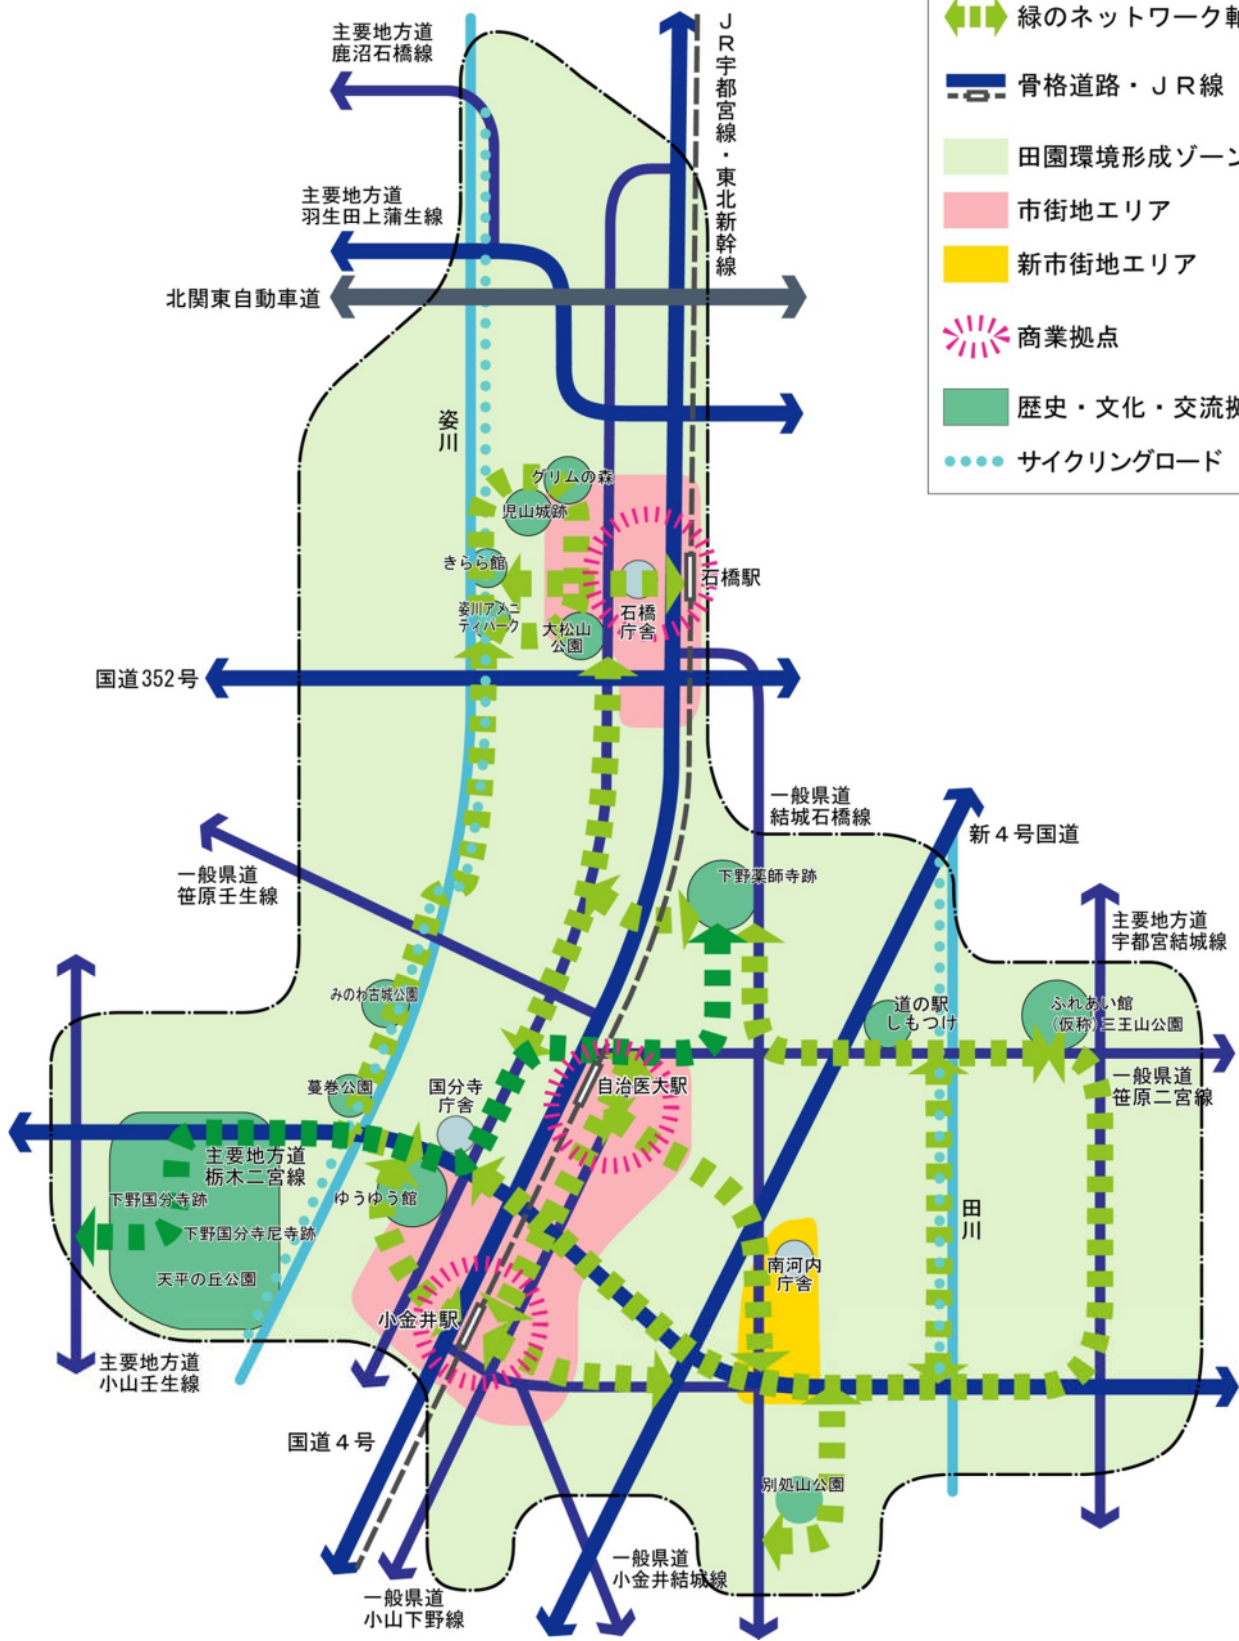 主要地方道
鹿沼石橋線
JR宇都宮線・東北新幹線
緑のネットワーク軸
骨格道路・JR線
田園環境形成ゾーン
市街地エリア
新市街地エリア
商業拠点
歴史・文化・交流拠
サイクリングロード
主要地方道
羽生田上蒲生線
北関東自動車道
姿川
グリムの森
児山城跡
きらら館
石橋駅
姿川アメニ
ティパーク
大松山
公園
石橋
庁舎
国道352号
一般県道
結城石橋線
新4号国道
一般県道
笹原壬生線
下野薬師寺跡
主要地方道
宇都宮結城線
みのわ古城公園
道の駅
しもつけ
ふれあい館
(仮称)三王山公園
蔓巻公園
国分寺
庁舎
自治医大駅
一般県道
笹原二宮線
主要地方道
栃木二宮線
下野国分寺跡
ゆうゆう館
下野国分寺尼寺跡
田川
天平の丘公園
南河内
庁舎
小金井駅
主要地方道
小山壬生線
国道4号
別処山公園
一般県道
小金井結城線
一般県道
小山下野線